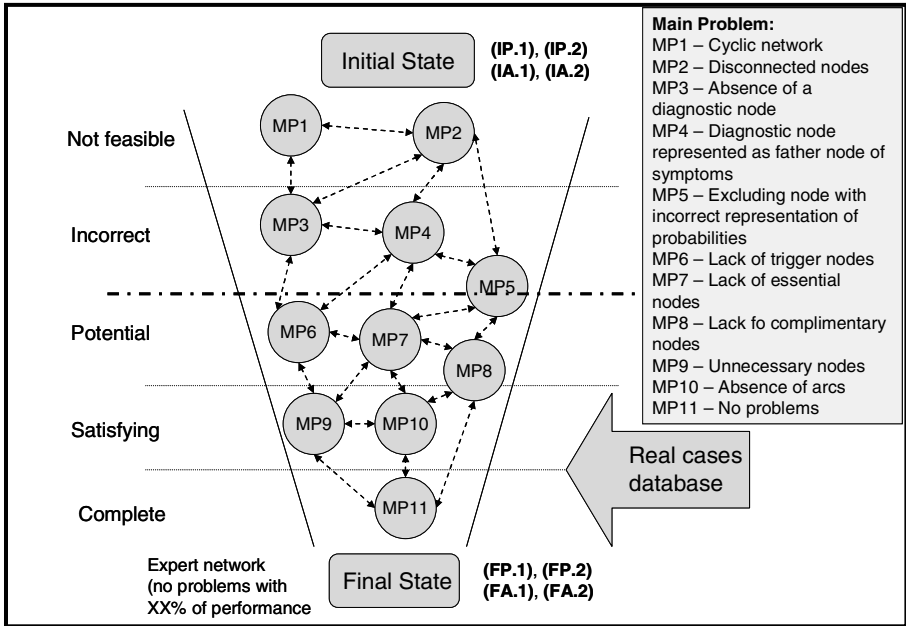 Initial State
(IP.1), (IP.2)
(IA.1), (IA.2)
Main Problem:
MP1 – Cyclic network
MP2 – Disconnected nodes
MP3 – Absence of a
diagnostic node
MP4 – Diagnostic node
represented as father node of
symptoms
MP5 – Excluding node with
incorrect representation of
probabilities
MP6 – Lack of trigger nodes
MP7 – Lack of essential
nodes
MP8 – Lack fo complimentary
nodes
MP9 – Unnecessary nodes
MP10 – Absence of arcs
MP11 – No problems
Not feasible
MP1
MP2
Incorrect
MP3
MP4
MP5
Potential
MP6
MP7
MP8
Satisfying
MP9
MP10
Real cases
database
Complete
MP11
Expert network
(no problems with
XX% of performance
Final State
(FP.1), (FP.2)
(FA.1), (FA.2)